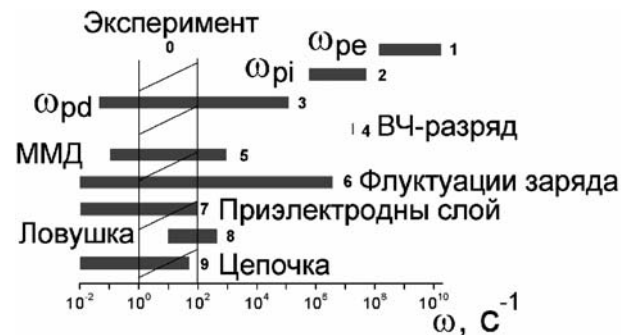 Эксперимент
0
ωpe 1
ωpi 2
ωpd 3
4 ВЧ-разряд
ММД 5
6 Флуктуации заряда
7 Приэлектродны слой
Ловушка 8
9 Цепочка
10-2 100 102 104 106 108 1010
ω, С-1